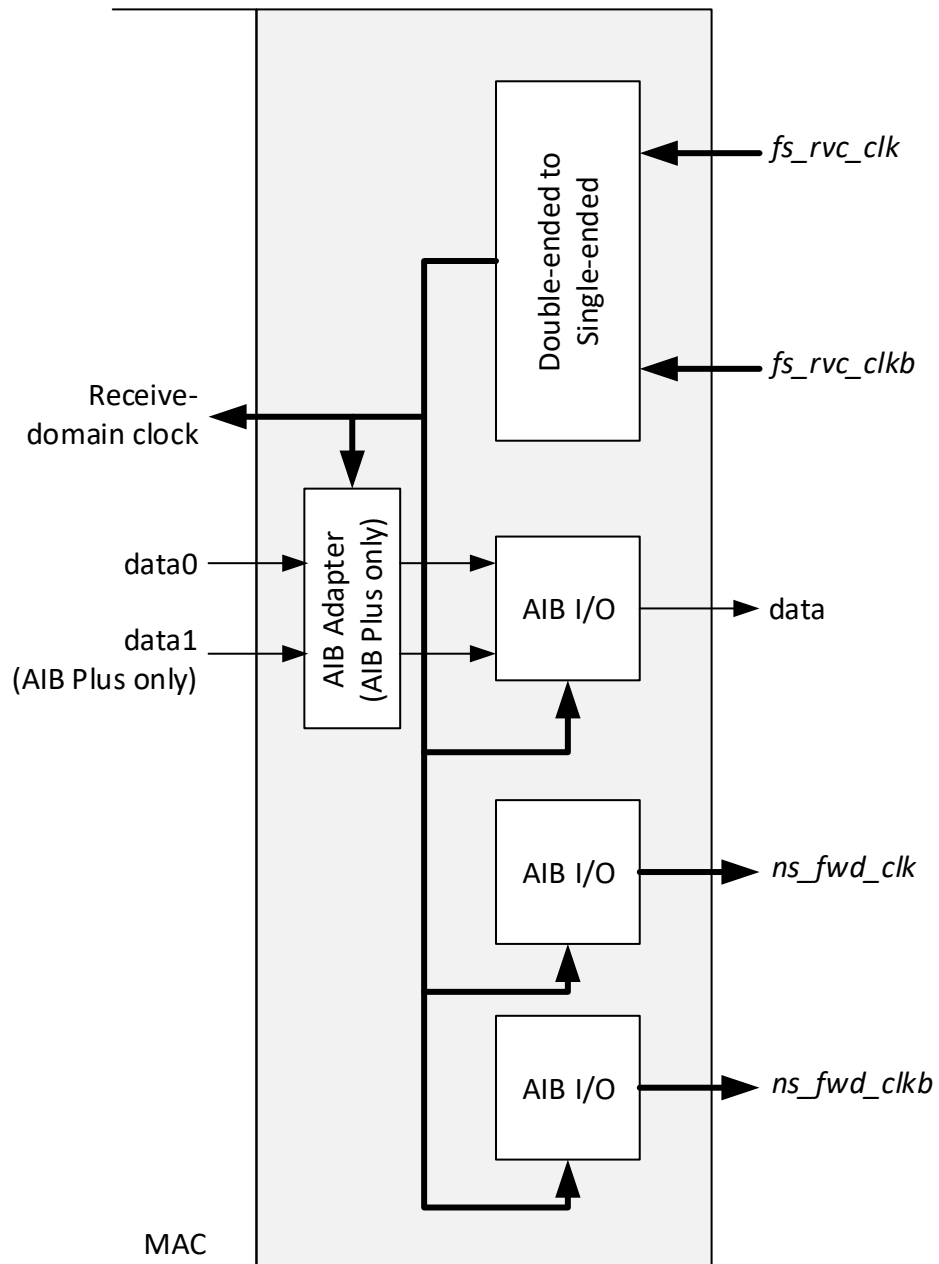 fs_rvc_clk
Double-ended to
Single-ended
fs_rvc_clkb
Receive-
domain clock
AIB Adapter
(AIB Plus only)
data0
data1
(AIB Plus only)
AIB I/O
data
AIB I/O
ns_fwd_clk
AIB I/O
ns_fwd_clkb
MAC